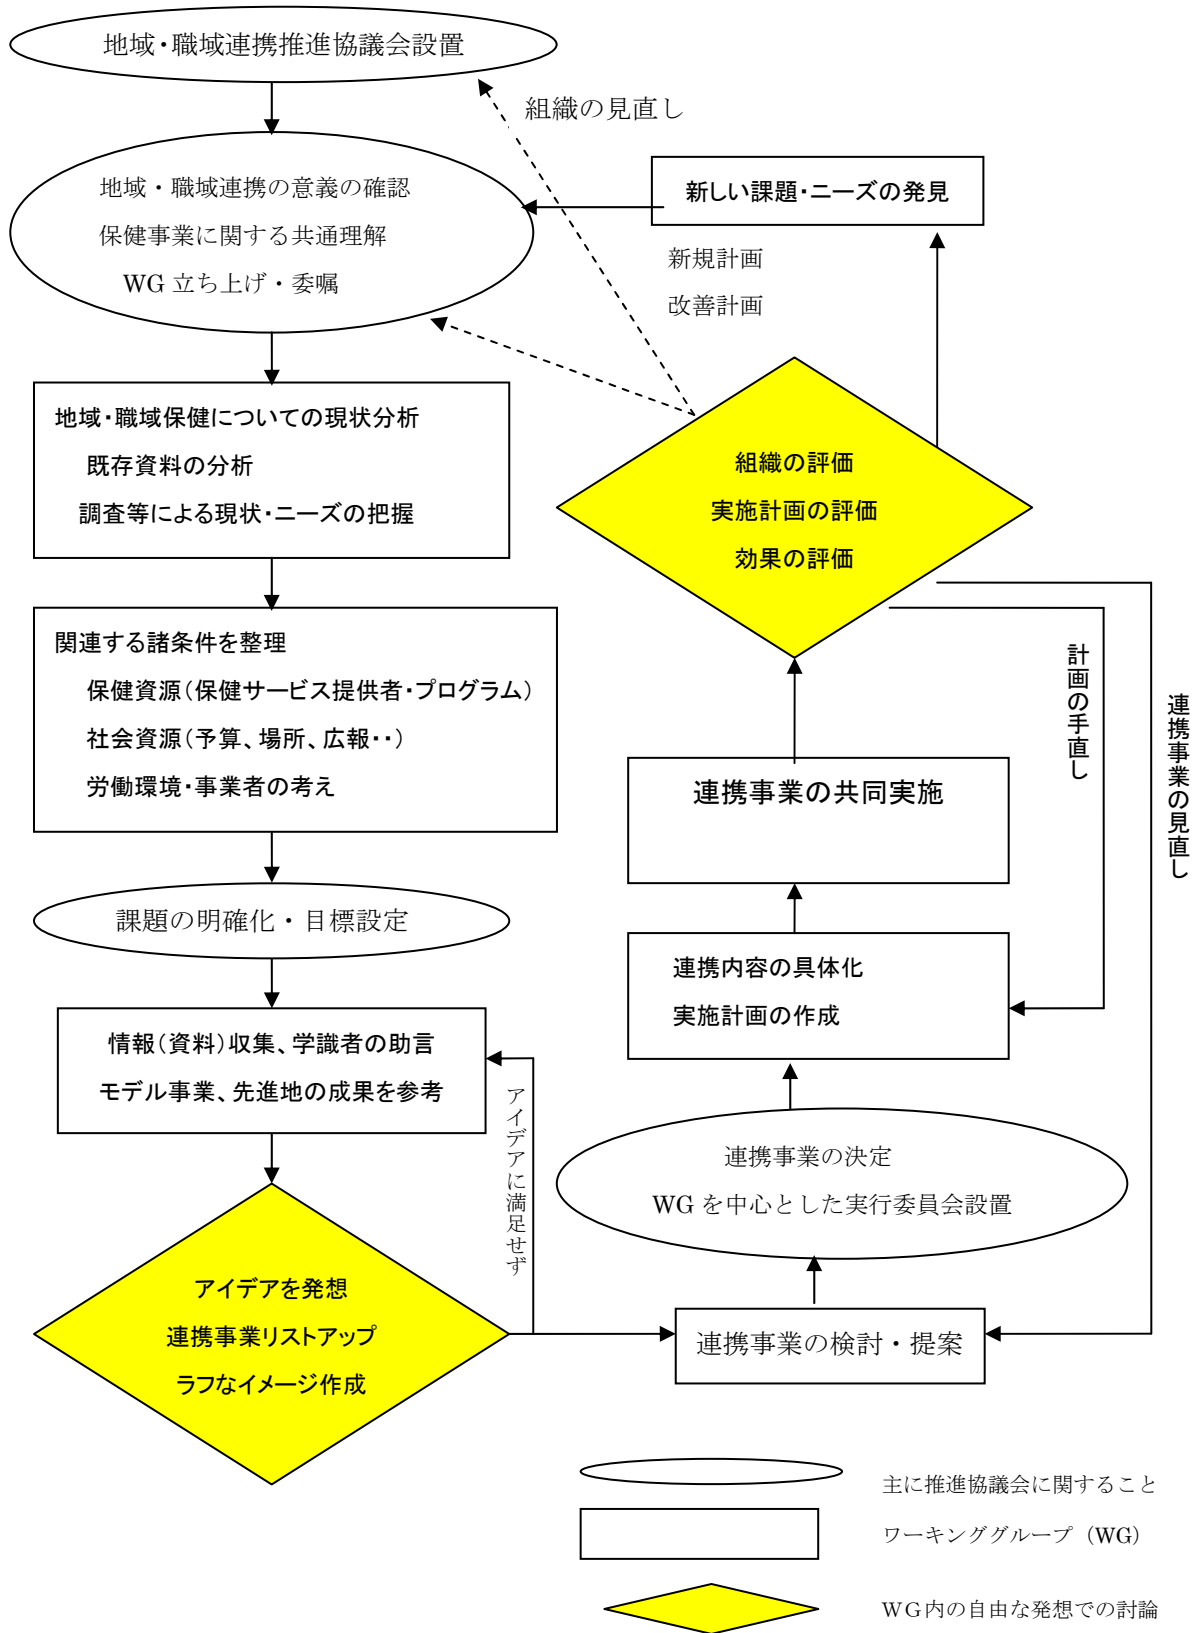 地域・職域連携推進協議会設置
組織の見直し
地域・職域連携の意義の確認
保健事業に関する共通理解
WG 立ち上げ・委嘱
新しい課題・ニーズの発見
新規計画
改善計画
地域・職域保健についての現状分析
既存資料の分析
調査等による現状・ニーズの把握
組織の評価
実施計画の評価
効果の評価
関連する諸条件を整理
保健資源（保健サービス提供者・プログラム）
社会資源（予算、場所、広報・・）
労働環境・事業者の考え
計画の手直し
連携事業の見直し
連携事業の共同実施
課題の明確化・目標設定
連携内容の具体化
実施計画の作成
情報（資料）収集、学識者の助言
モデル事業、先進地の成果を参考
アイデアに満足せず
連携事業の決定
WG を中心とした実行委員会設置
アイデアを発想
連携事業リストアップ
ラフなイメージ作成
連携事業の検討・提案
主に推進協議会に関すること
ワーキンググループ（WG）
ＷＧ内の自由な発想での討論